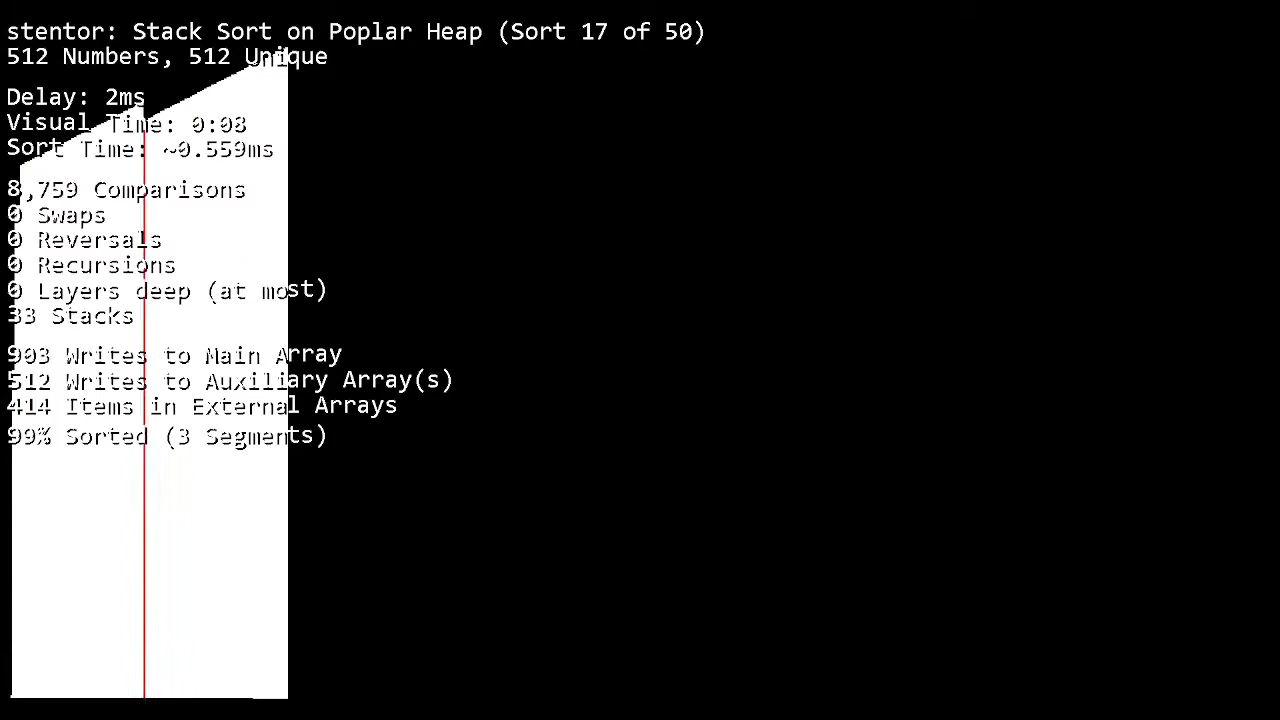 stentor: Stack Sort on Poplar Heap (Sort 17 of 50)
512 Numbers, 512 Unique
Delay: 2ms
Visual Time: 0:08
Sort Time: ~0.559ms
8,759 Comparisons
0 Swaps
0 Reversals
0 Recursions
0 Layers deep (at most)
33 Stacks
903 Writes to Main Array
512 Writes to Auxiliary Array(s)
414 Items in External Arrays
99% Sorted (3 Segments)